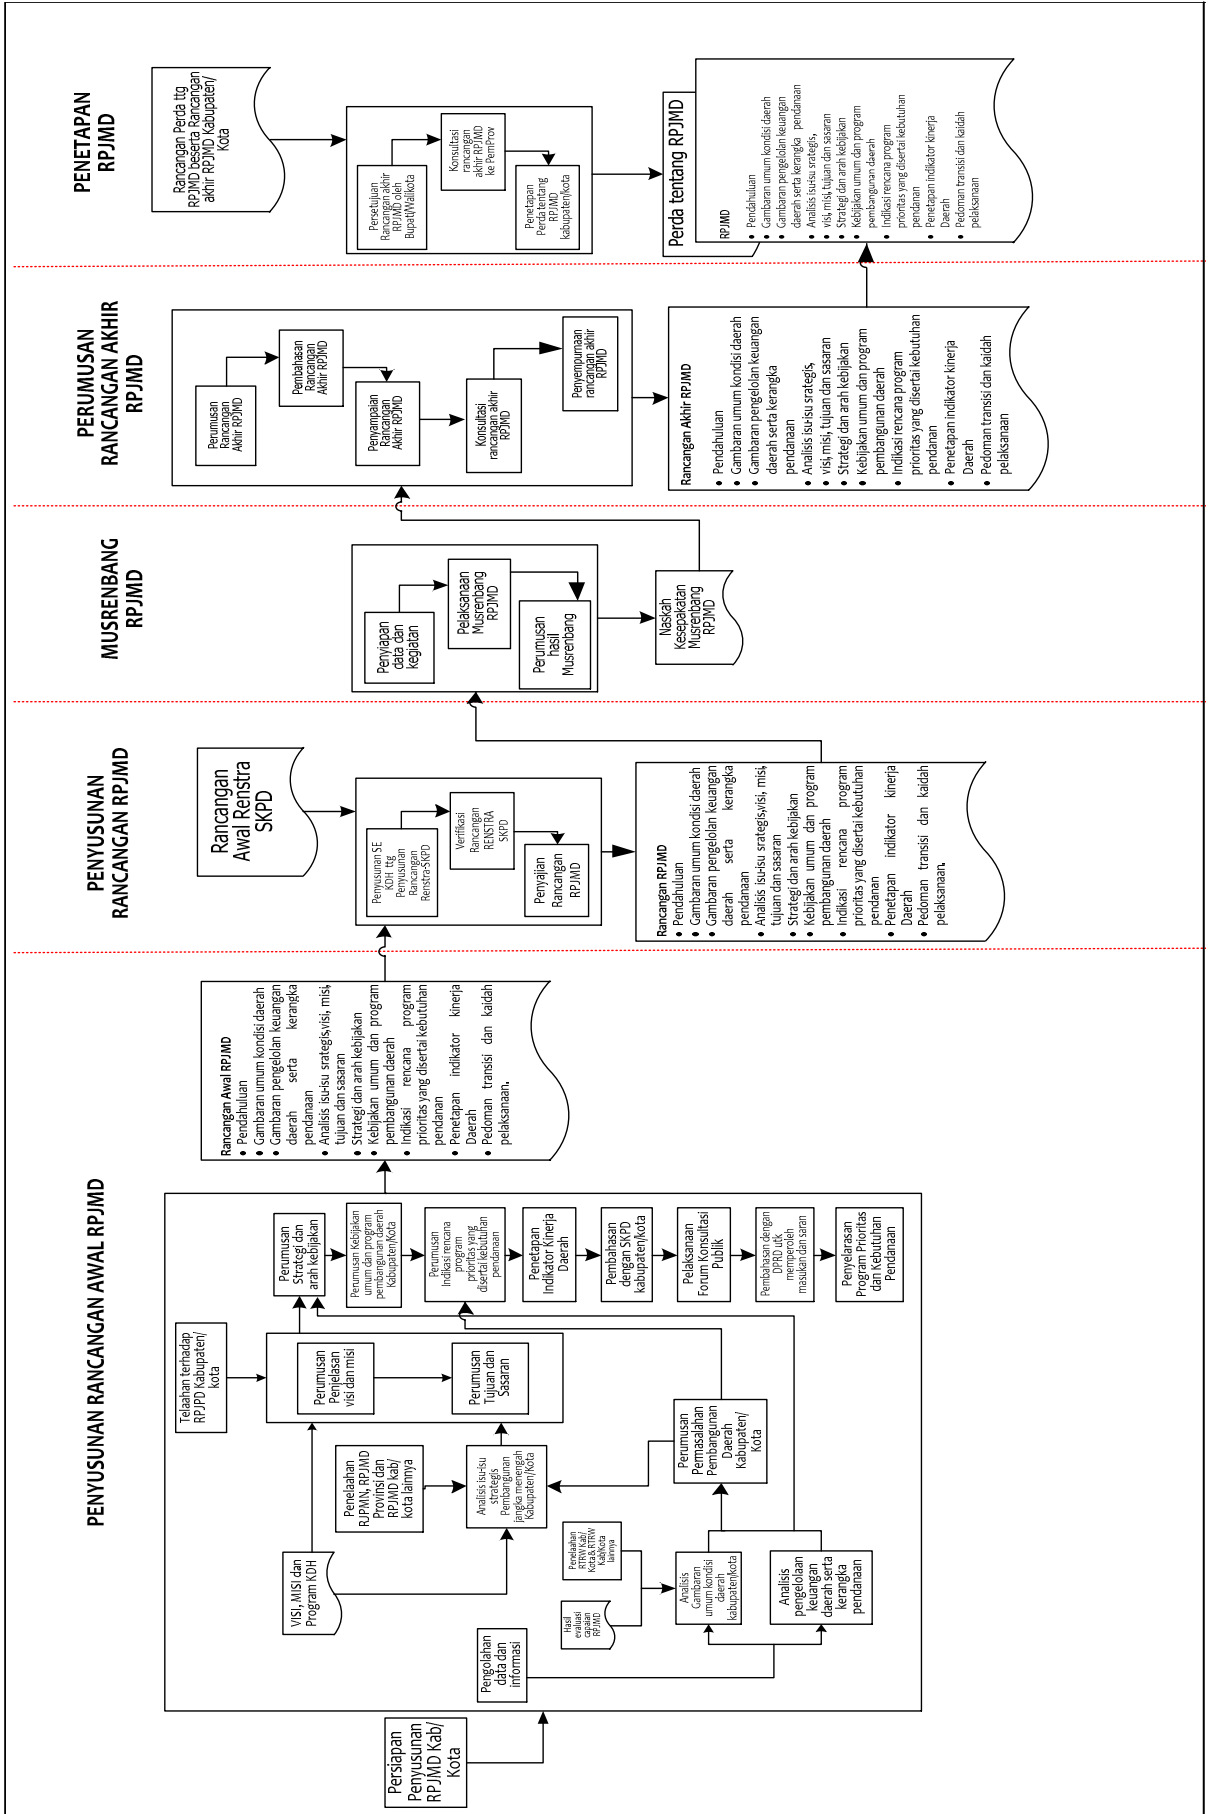 PENYUSUNAN RANCANGAN AWAL RPJMD
Persiapan
Penyusunan
RPJMD Kab/
Kota
VISI, MISI dan
Program KDH
Telaahan terhadap
RPJPD Kabupaten/
kota
Penelaahan
RJPMN, RPJMD
Provinsi dan
RPJMD kab/
kota lainnya
Pengolahan
data dan
informasi
Hasil
evaluasi
capaian
RPJMD
Penelaahan
RTRW Kab/
Kota & RTRW
Kab/Kota
lainnya
Analisis
Gambaran
umum kondisi
daerah
kabupaten/kota
Analisis
pengelolaan
keuangan
daerah serta
kerangka
pendanaan
Perumusan
Permasalahan
Pembangunan
Daerah
Kabupaten/
Kota
Analisis isu-isu
strategis
Pembangunan
jangka menengah
Kabupaten/Kota
Perumusan
Penjelasan
visi dan misi
Perumusan
Tujuan dan
Sasaran
Perumusan
Strategi dan
arah kebijakan
Perumusan Kebijakan
umum dan program
pembangunan daerah
Kabupaten/Kota
Perumusan
Indikasi rencana
program
prioritas yang
disertai kebutuhan
pendanaan
Penetapan
Indikator Kinerja
Daerah
Pembahasan
dengan SKPD
kabupaten/kota
Pelaksanaan
Forum Konsultasi
Publik
Pembahasan dengan
DPRD utk
memperoleh
masukan dan saran
Penyelarasan
Program Prioritas
dan Kebutuhan
Pendanaan
Rancangan Awal RPJMD
• Pendahuluan
• Gambaran umum kondisi daerah
• Gambaran pengelolan keuangan
daerah serta kerangka
pendanaan
• Analisis isu-isu srategis,visi, misi,
tujuan dan sasaran
• Strategi dan arah kebijakan
• Kebijakan umum dan program
pembangunan daerah
• Indikasi rencana program
prioritas yang disertai kebutuhan
pendanan
• Penetapan indikator kinerja
Daerah
• Pedoman transisi dan kaidah
pelaksanaan.
PENYUSUNAN
RANCANGAN RPJMD
Rancangan
Awal Renstra
SKPD
Penyusunan SE
KDH ttg
Penyusunan
Rancangan
Renstra-SKPD
Verifikasi
Rancangan
RENSTRA
SKPD
Penyajian
Rancangan
RPJMD
Rancangan RPJMD
• Pendahuluan
• Gambaran umum kondisi daerah
• Gambaran pengelolan keuangan
daerah serta kerangka
pendanaan
• Analisis isu-isu srategis,visi, misi,
tujuan dan sasaran
• Strategi dan arah kebijakan
• Kebijakan umum dan program
pembangunan daerah
• Indikasi rencana program
prioritas yang disertai kebutuhan
pendanan
• Penetapan indikator kinerja
Daerah
• Pedoman transisi dan kaidah
pelaksanaan.
MUSRENBANG
RPJMD
Penyiapan
data dan
kegiatan
Pelaksanaan
Musrenbang
RPJMD
Perumusan
hasil
Musrenbang
Naskah
Kesepakatan
Musrenbang
RPJMD
PERUMUSAN
RANCANGAN AKHIR
RPJMD
Perumusan
Rancangan
Akhir RPJMD
Pembahasan
Rancangan
Akhir RPJMD
Penyampaian
Rancangan
Akhir RPJMD
Konsultasi
rancangan akhir
RPJMD
Penyempurnaan
rancangan akhir
RPJMD
Rancangan Akhir RPJMD
• Pendahuluan
• Gambaran umum kondisi daerah
• Gambaran pengelolan keuangan
daerah serta kerangka
pendanaan
• Analisis isu-isu srategis,
• visi, misi, tujuan dan sasaran
• Strategi dan arah kebijakan
• Kebijakan umum dan program
pembangunan daerah
• Indikasi rencana program
prioritas yang disertai kebutuhan
pendanan
• Penetapan indikator kinerja
Daerah
• Pedoman transisi dan kaidah
pelaksanaan
PENETAPAN
RPJMD
Rancangan Perda ttg
RPJMD beserta Rancangan
akhir RPJMD Kabupaten/
Kota
Persetujuan
Rancangan akhir
RPJMD oleh
Bupati/Walikota
Konsultasi
rancangan
akhir RPJMD
ke PemProv
Penetapan
Perda tentang
RPJMD
kabupaten/kota
Perda tentang RPJMD
RPJMD
• Pendahuluan
• Gambaran umum kondisi daerah
• Gambaran pengelolan keuangan
daerah serta kerangka pendanaan
• Analisis isu-isu srategis,
• visi, misi, tujuan dan sasaran
• Strategi dan arah kebijakan
• Kebijakan umum dan program
pembangunan daerah
• Indikasi rencana program
prioritas yang disertai kebutuhan
pendanan
• Penetapan indikator kinerja
Daerah
• Pedoman transisi dan kaidah
pelaksanaan